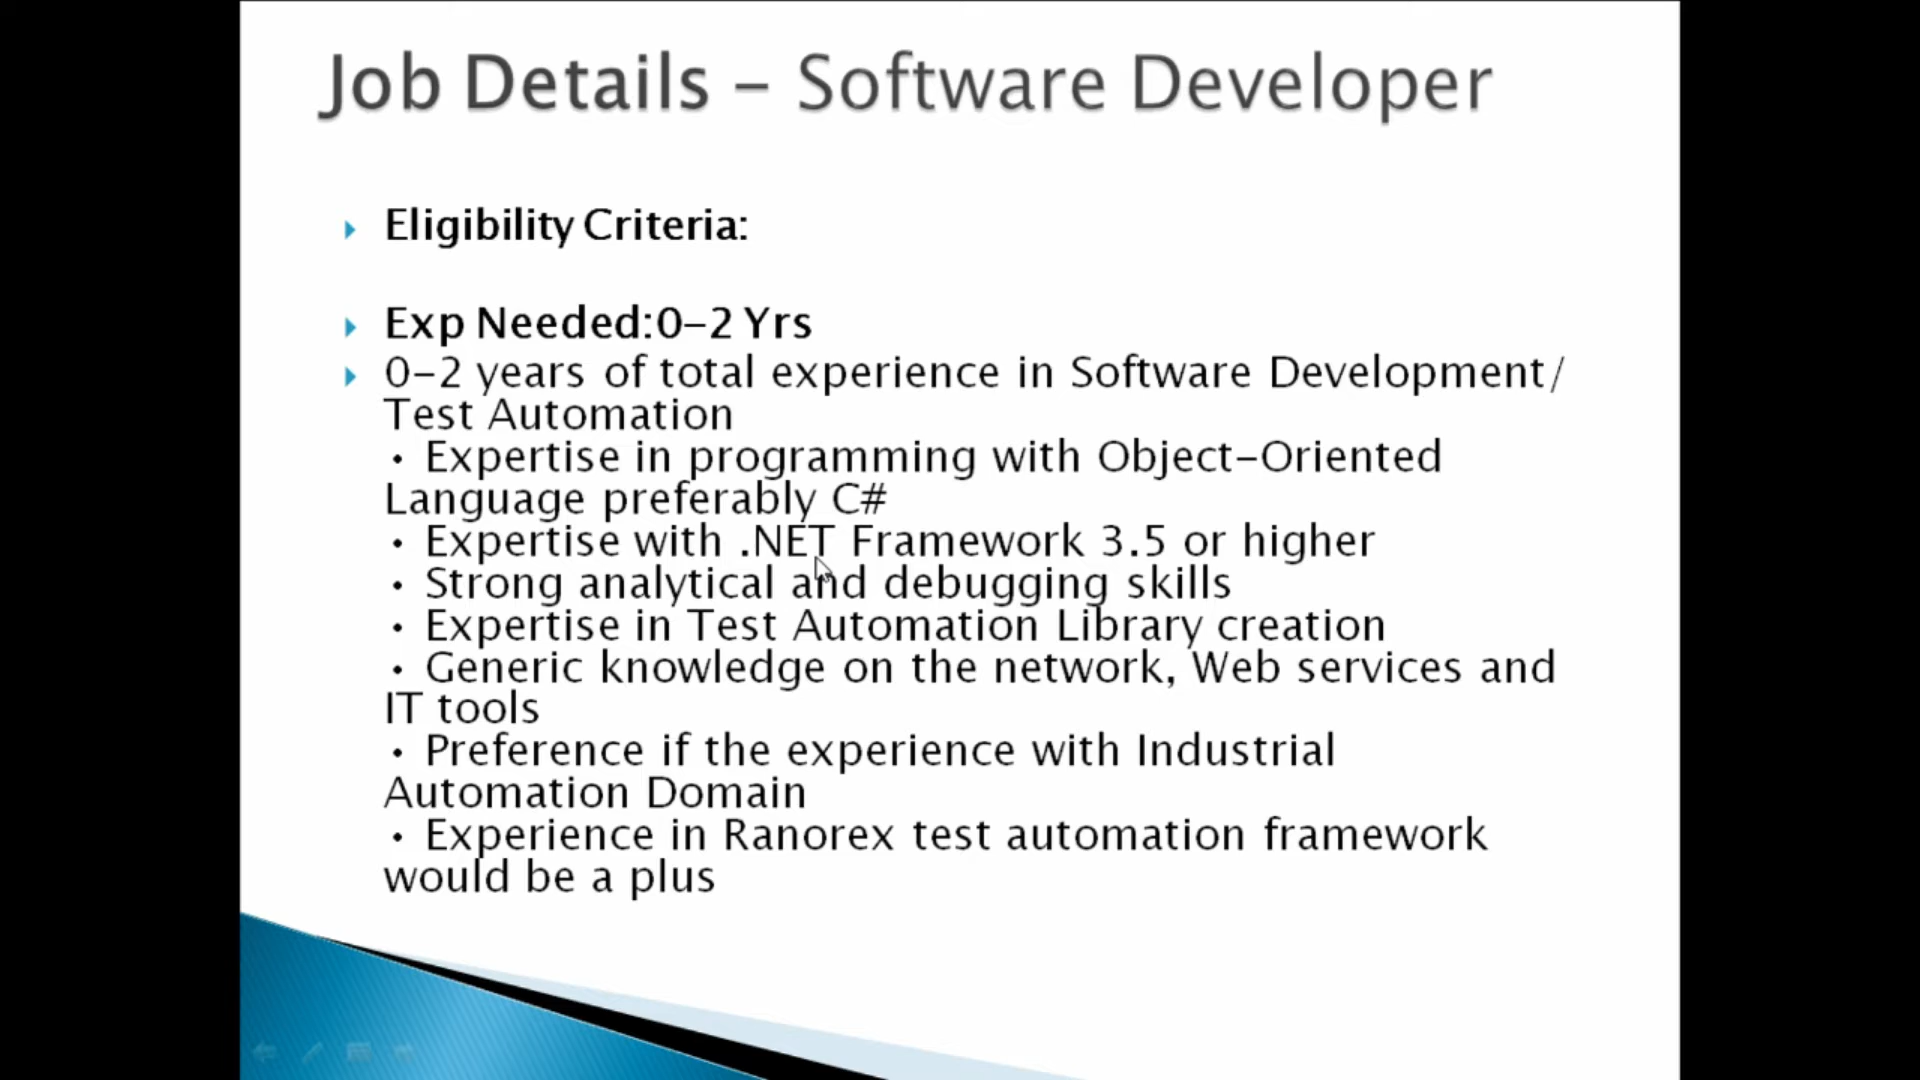 Job Details - Software Developer
Eligibility Criteria:
Exp Needed:0-2 Yrs
0-2 years of total experience in Software Development/
Test Automation
• Expertise in programming with Object-Oriented
Language preferably C#
• Expertise with .NET Framework 3.5 or higher
• Strong analytical and debugging skills
• Expertise in Test Automation Library creation
• Generic knowledge on the network, Web services and
IT tools
• Preference if the experience with Industrial
Automation Domain
• Experience in Ranorex test automation framework
would be a plus